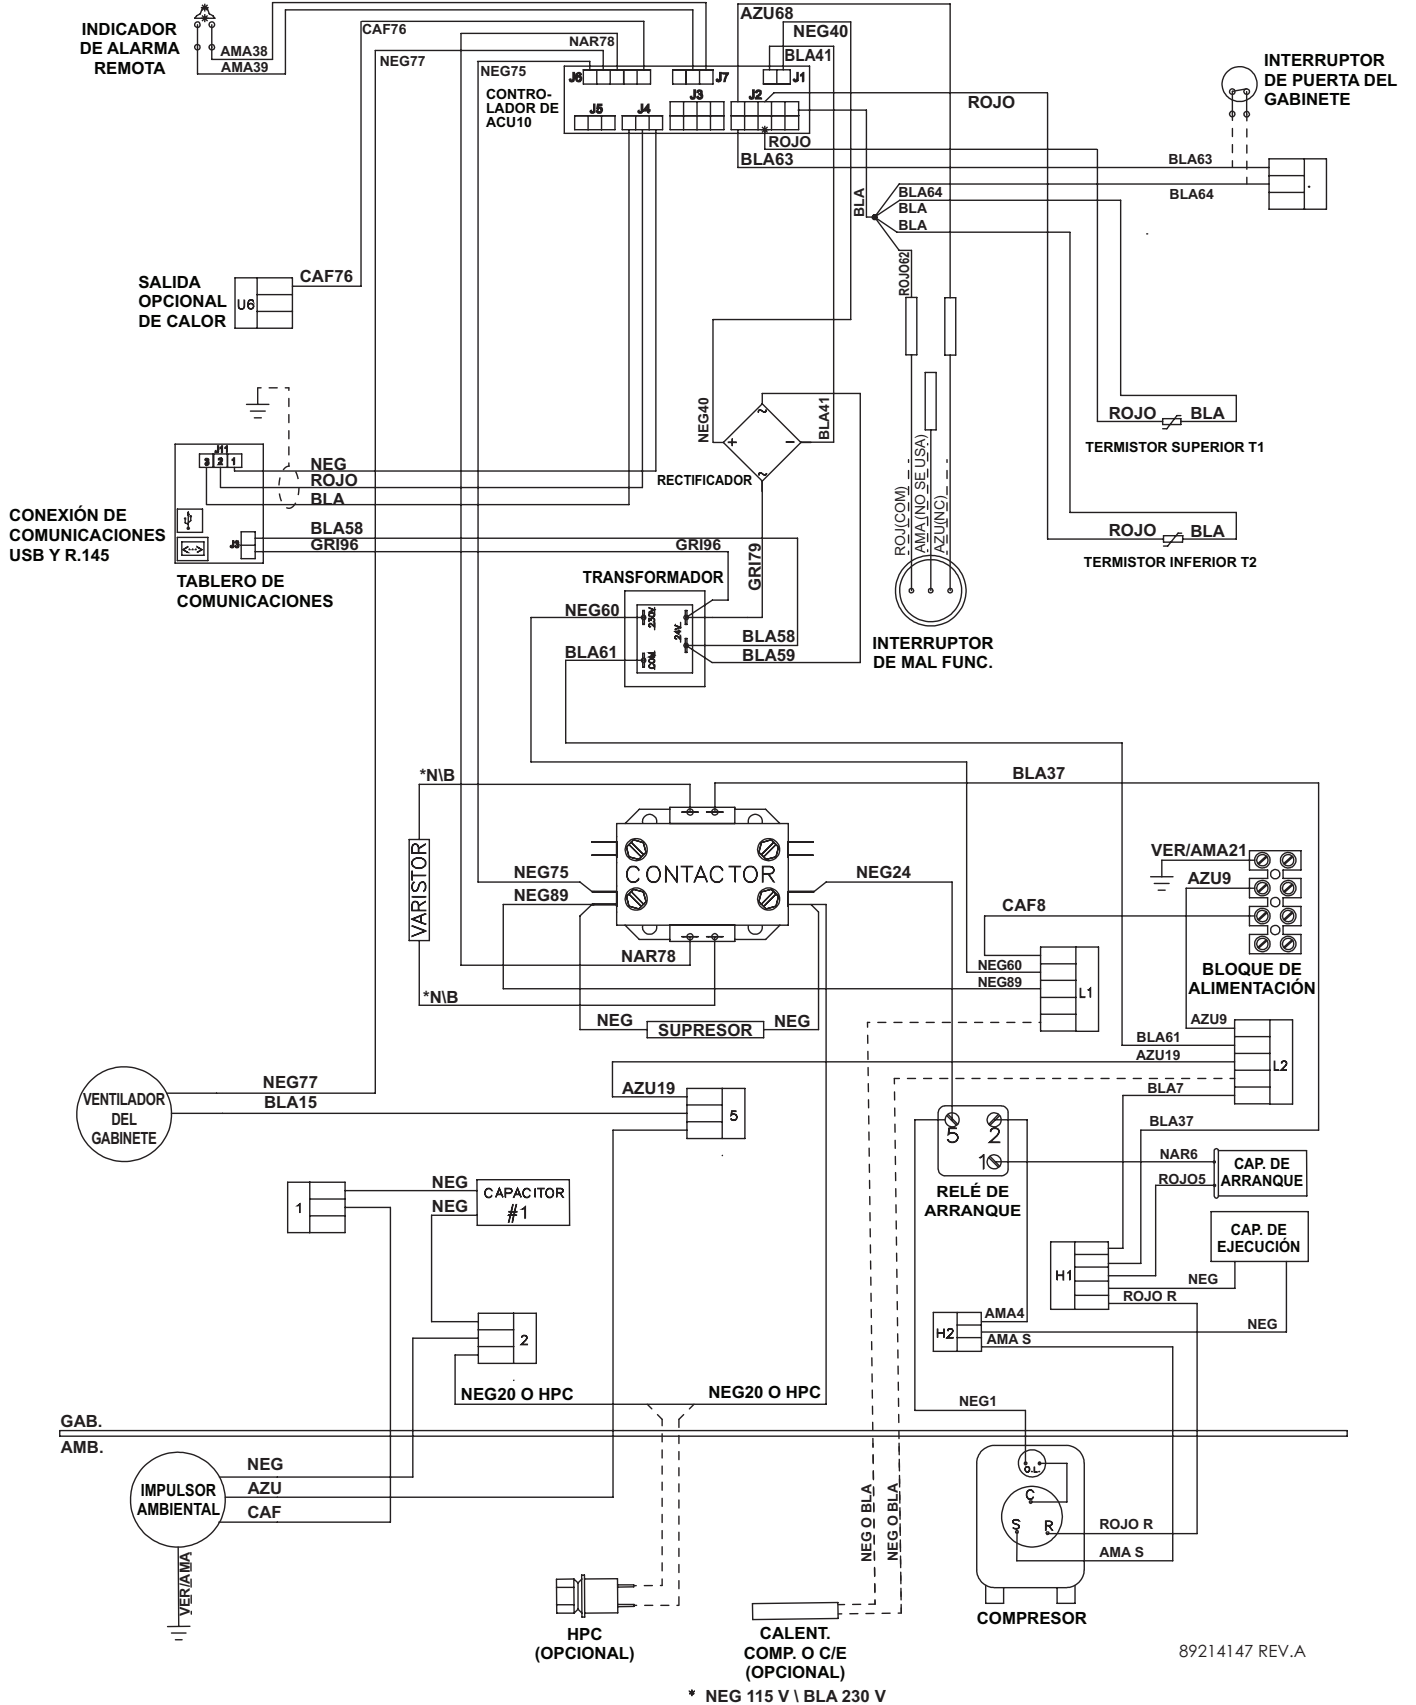 INDICADOR
DE ALARMA
REMOTA
AMA38
AMA39
CAF76
NAR78
NEG77
NEG75
AZU68
NEG40
BLA41
J6
J7
J1
CONTRO-
LADOR DE
ACU10
J5
J4
J3
J2
*
ROJO
ROJO
BLA63
INTERRUPTOR
DE PUERTA DEL
GABINETE
BLA63
BLA64
BLA
BLA64
BLA
BLA
ROJO62
SALIDA
OPCIONAL
DE CALOR
U6
CAF76
NEG40
BLA41
~
+
−
~
RECTIFICADOR
ROJO
BLA
TERMISTOR SUPERIOR T1
ROJO
BLA
TERMISTOR INFERIOR T2
ROJ(COM)
AMA (NO SE USA)
AZU(NC)
INTERRUPTOR
DE MAL FUNC.
CONEXIÓN DE
COMUNICACIONES
USB Y R.145
J11
3 2 1
NEG
ROJO
BLA
BLA58
GRI96
J3
TABLERO DE
COMUNICACIONES
GRI96
GRI79
TRANSFORMADOR
NEG60
230V.
24V.
BLA61
COM.
BLA58
BLA59
*N\B
BLA37
VARISTOR
NEG75
NEG89
CONTACTOR
NEG24
NAR78
*N\B
NEG
SUPRESOR
NEG
VER/AMA21
AZU9
CAF8
BLOQUE DE
ALIMENTACIÓN
NEG60
NEG89
L1
AZU9
BLA61
AZU19
BLA7
L2
BLA37
VENTILADOR
DEL
GABINETE
NEG77
BLA15
AZU19
5
5
2
1
RELÉ DE
ARRANQUE
NAR6
ROJO5
CAP. DE
ARRANQUE
CAP. DE
EJECUCIÓN
H1
NEG
ROJO R
NEG
1
NEG
NEG
CAPACITOR
#1
2
NEG20 O HPC
NEG20 O HPC
H2
AMA4
AMA S
NEG1
GAB.
AMB.
IMPULSOR
AMBIENTAL
NEG
AZU
CAF
VER/AMA
NEG O BLA
NEG O BLA
O.L.
C
S
R
ROJO R
AMA S
COMPRESOR
HPC
(OPCIONAL)
CALENT.
COMP. O C/E
(OPCIONAL)
* NEG 115 V \ BLA 230 V
89214147 REV.A